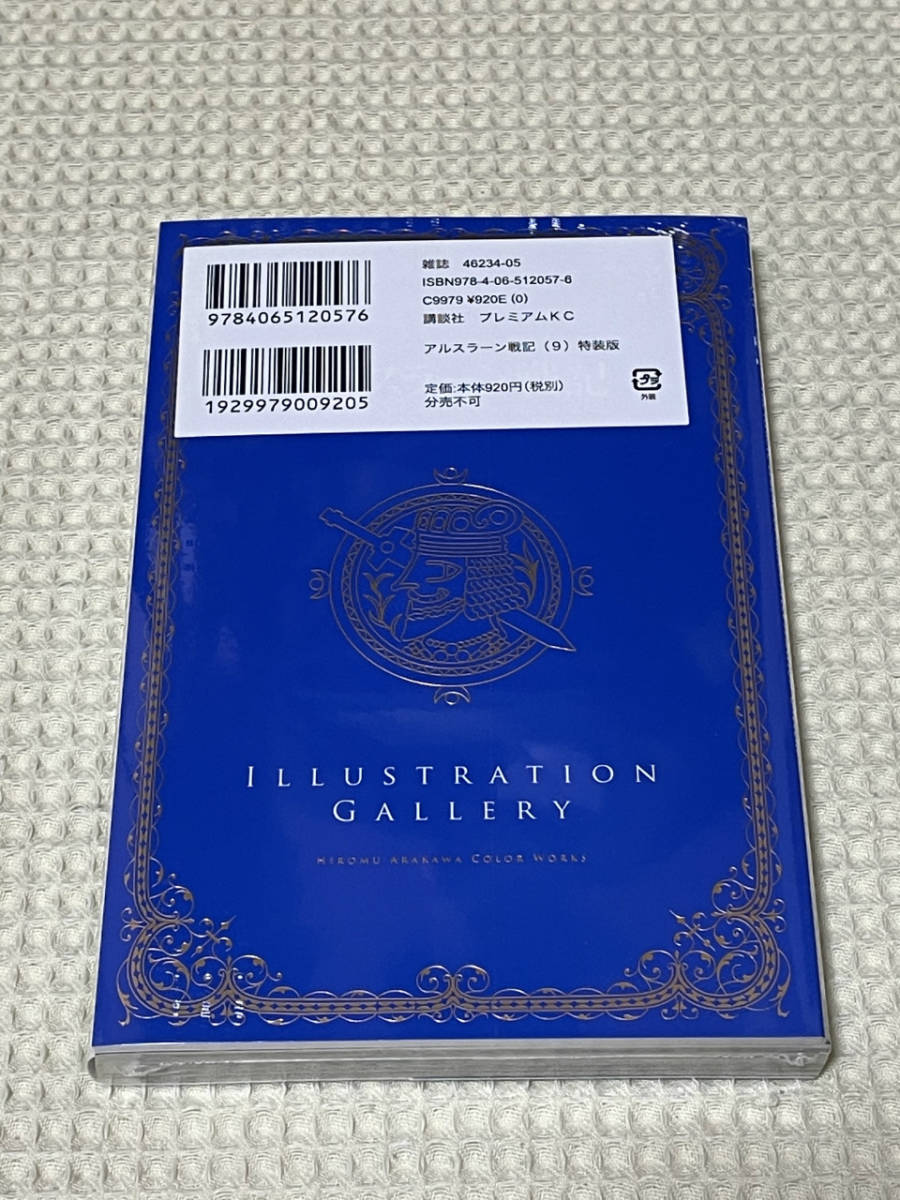 雑誌 46234-05
ISBN978-4-06-512057-6
C9979 ¥920E (0)
講談社 プレミアムKC
9784065120576
アルスラーン戦記(9)特装版
定価:本体920円(税別)
分売不可
1929979009205
タラ
外装
ILLUSTRATION
GALLERY
HIROMU ARAKAWA COLOR WORKS